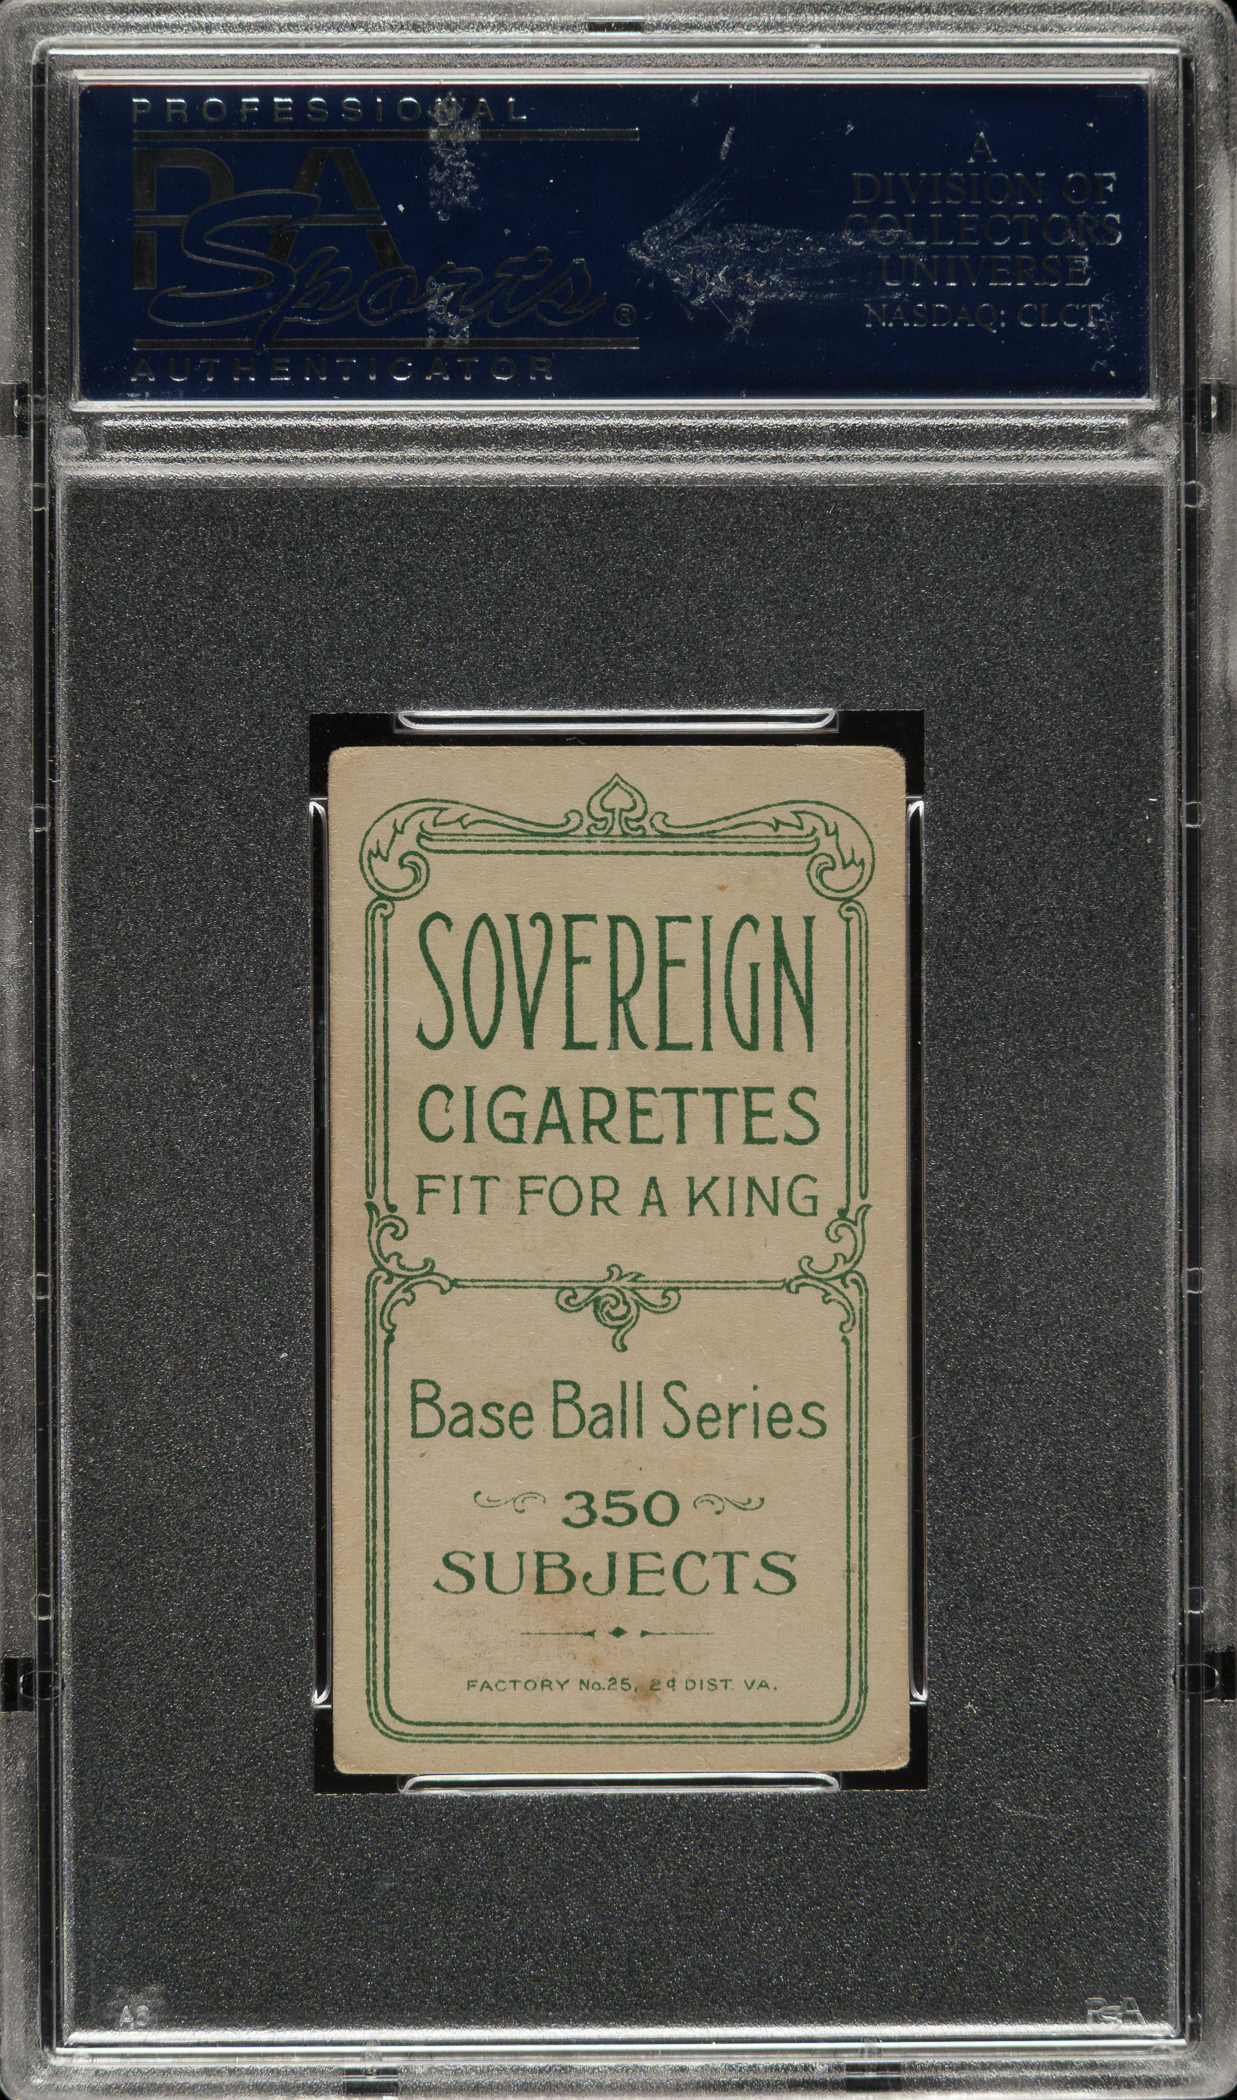 PROFESSIONAL
PSA
Sports®
AUTHENTICATOR
A
DIVISION OF
COLLECTORS
UNIVERSE
NASDAQ: CLCT
SOVEREIGN
CIGARETTES
FIT FOR A KING
Base Ball Series
350
SUBJECTS
FACTORY No.25, 2d DIST. VA.
PSA